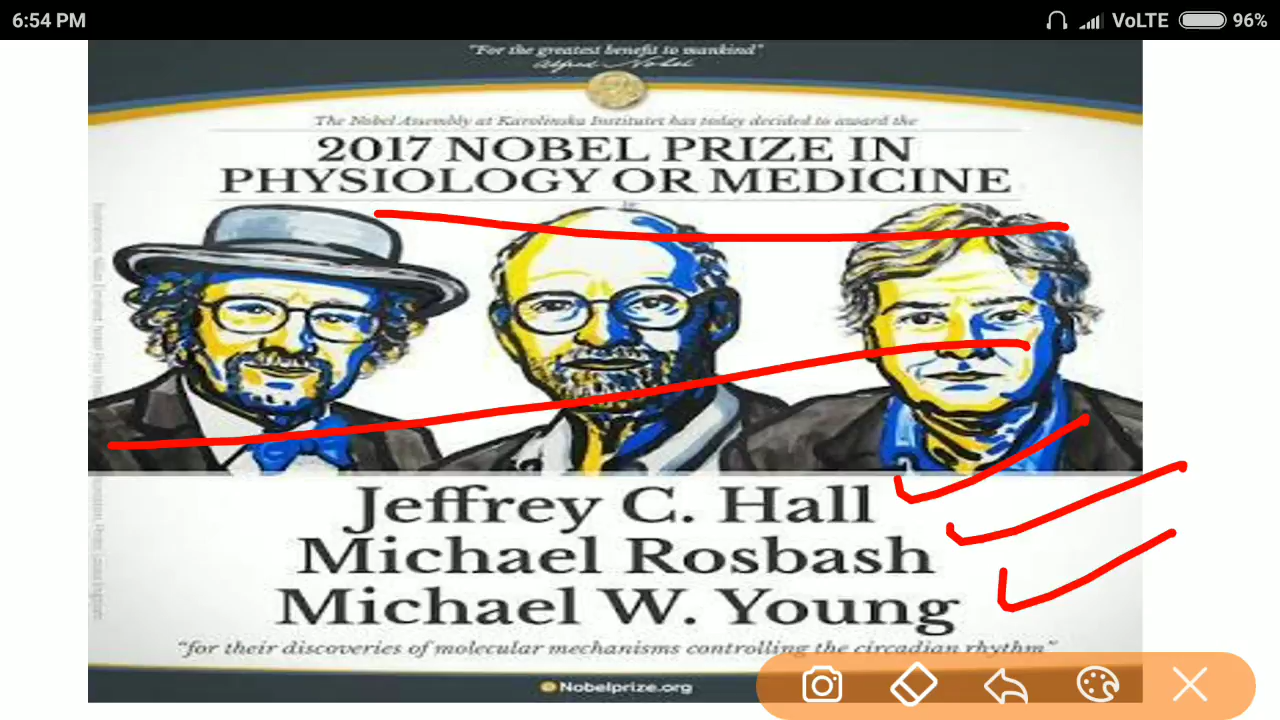 6:54 PM VoLTE 96%
"For the greatest benefit to mankind"
Alfred Nobel
The Nobel Assembly at Karolinska Institutet has today decided to award the
2017 NOBEL PRIZE IN
PHYSIOLOGY OR MEDICINE
to
Jeffrey C. Hall
Michael Rosbash
Michael W. Young
"for their discoveries of molecular mechanisms controlling the circadian rhythm"
Nobelprize.org